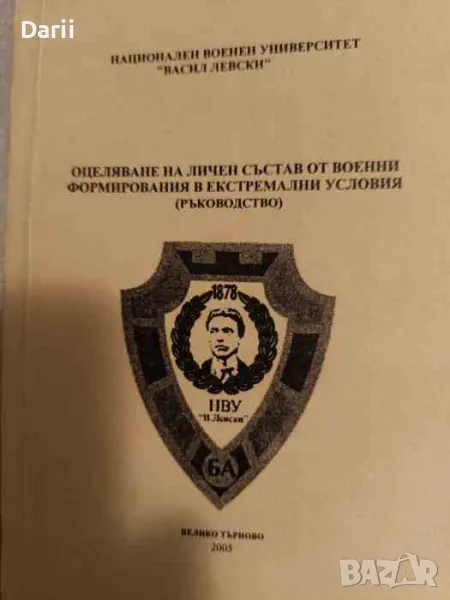 Darii
НАЦИОНАЛЕН ВОЕНЕН УНИВЕРСИТЕТ
"ВАСИЛ ЛЕВСКИ"
ОЦЕЛЯВАНЕ НА ЛИЧЕН СЪСТАВ ОТ ВОЕННИ
ФОРМИРОВАНИЯ В ЕКСТРЕМАЛНИ УСЛОВИЯ
(РЪКОВОДСТВО)
1878
НВУ
"В.Левски"
БА
ВЕЛИКО ТЪРНОВО
2005
BAZAR